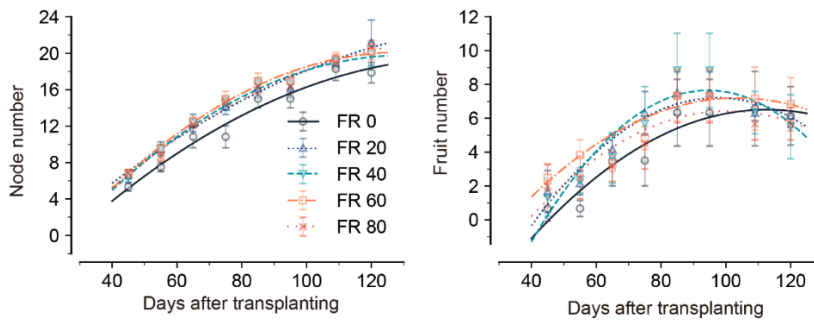 24
20
16
12
8
4
0
Node number
FR 0
FR 20
FR 40
FR 60
FR 80
40 60 80 100 120
Days after transplanting
12
10
8
6
4
2
0
Fruit number
40 60 80 100 120
Days after transplanting